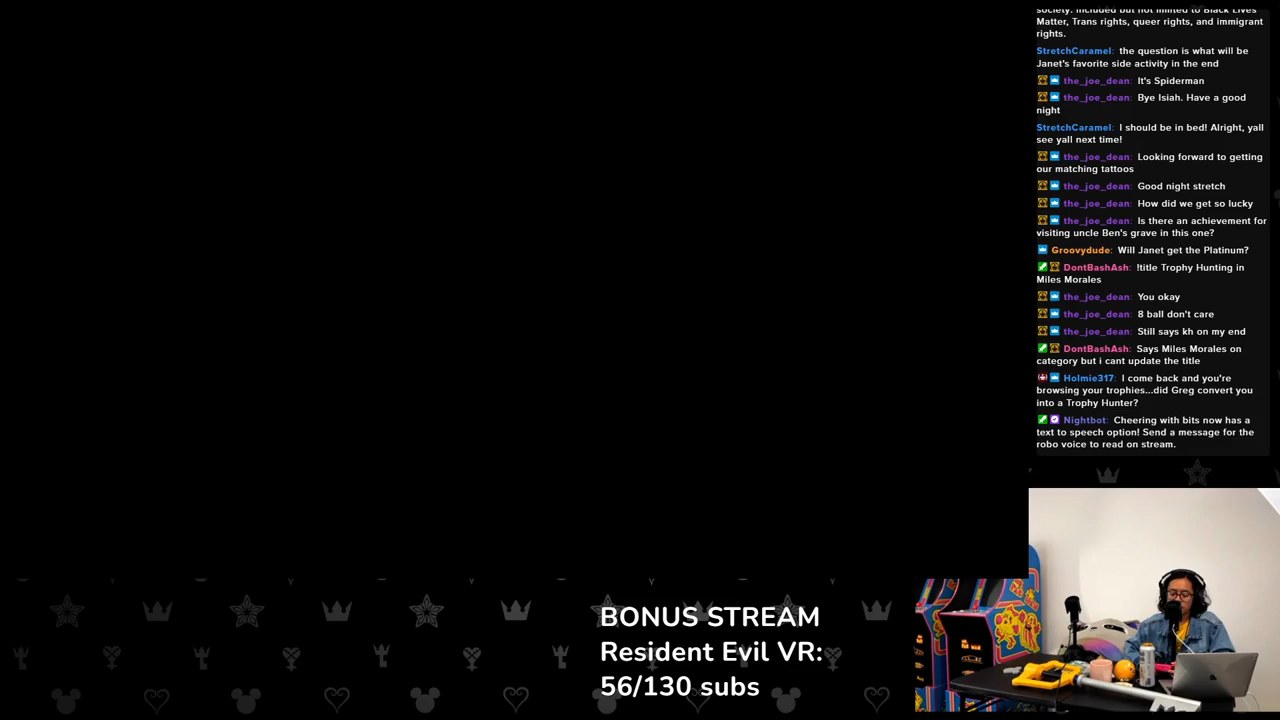 society. Included but not limited to Black Lives
Matter, Trans rights, queer rights, and immigrant
rights.
StretchCaramel: the question is what will be
Janet's favorite side activity in the end
the_joe_dean: It's Spiderman
the_joe_dean: Bye Isiah. Have a good
night
StretchCaramel: I should be in bed! Alright, yall
see yall next time!
the_joe_dean: Looking forward to getting
our matching tattoos
the_joe_dean: Good night stretch
the_joe_dean: How did we get so lucky
the_joe_dean: Is there an achievement for
visiting uncle Ben's grave in this one?
Groovydude: Will Janet get the Platinum?
DontBashAsh: !title Trophy Hunting in
Miles Morales
the_joe_dean: You okay
the_joe_dean: 8 ball don't care
the_joe_dean: Still says kh on my end
DontBashAsh: Says Miles Morales on
category but i cant update the title
Holmie317: I come back and you're
browsing your trophies...did Greg convert you
into a Trophy Hunter?
Nightbot: Cheering with bits now has a
text to speech option! Send a message for the
robo voice to read on stream.
BONUS STREAM
Resident Evil VR:
56/130 subs